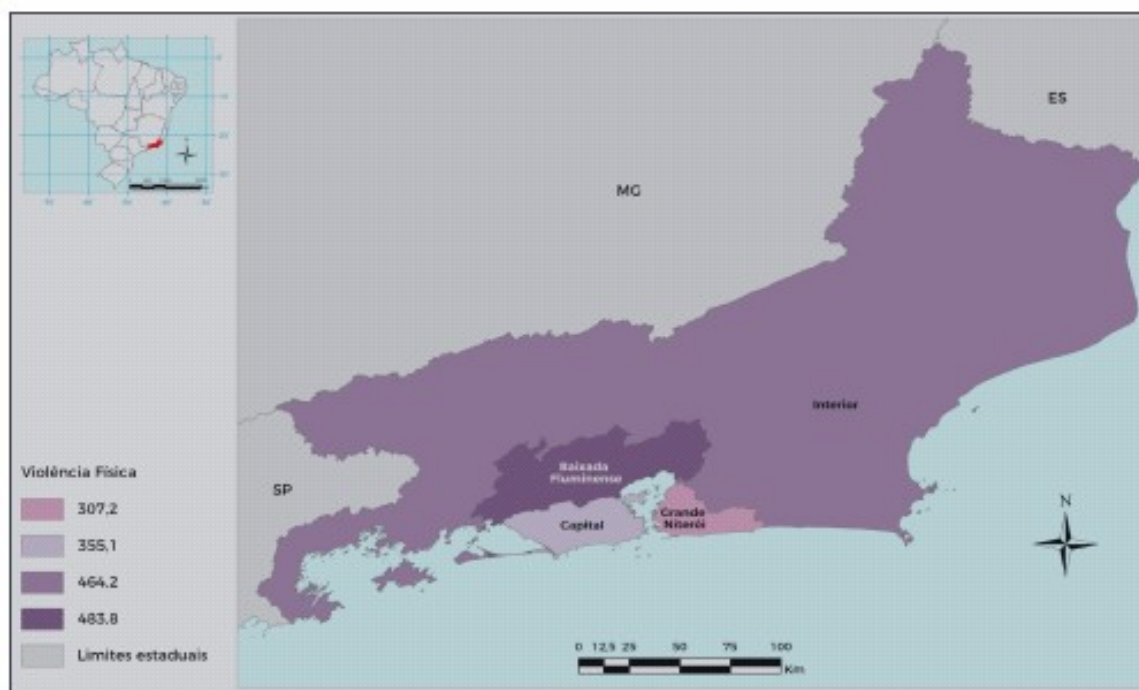 ES
MG
Interior
Baixada
Fluminense
SP
Capital
Grande
Niterói
Violência Física
307,2
355,1
464,2
483,8
Limites estaduais
N
0 12,5 25 50 75 100
Km